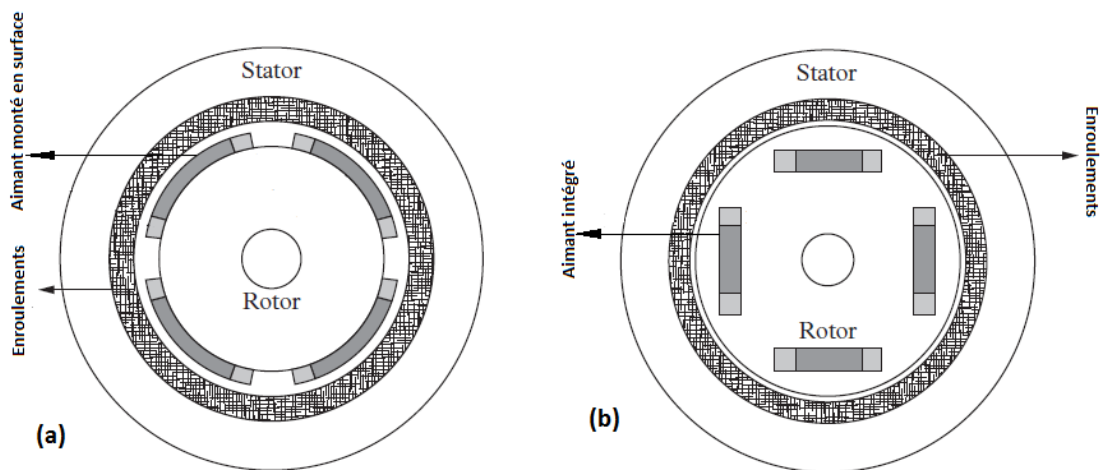 Aimant monté en surface
Enroulements
Stator
Rotor
(a)
Aimant intégré
Stator
Rotor
Enroulements
(b)